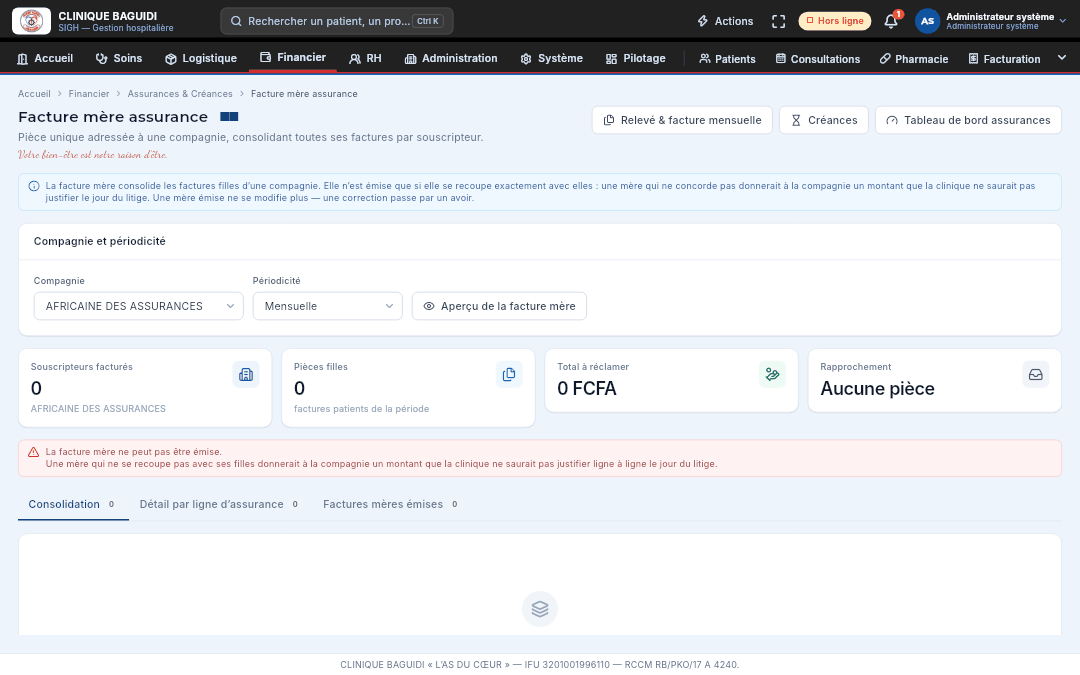 CLINIQUE BAGUIDI
SIGH — Gestion hospitalière
Rechercher un patient, un pro... Ctrl K
Actions
Hors ligne
1
AS
Administrateur système
Administrateur système
Accueil
Soins
Logistique
Financier
RH
Administration
Système
Pilotage
Patients
Consultations
Pharmacie
Facturation
Accueil > Financier > Assurances & Créances > Facture mère assurance
Facture mère assurance
Pièce unique adressée à une compagnie, consolidant toutes ses factures par souscripteur.
Votre bien-être est notre raison d'être.
Relevé & facture mensuelle
Créances
Tableau de bord assurances
La facture mère consolide les factures filles d'une compagnie. Elle n'est émise que si elle se recoupe exactement avec elles : une mère qui ne concorde pas donnerait à la compagnie un montant que la clinique ne saurait pas
justifier le jour du litige. Une mère émise ne se modifie plus — une correction passe par un avoir.
Compagnie et périodicité
Compagnie
AFRICAINE DES ASSURANCES
Périodicité
Mensuelle
Aperçu de la facture mère
Souscripteurs facturés
0
AFRICAINE DES ASSURANCES
Pièces filles
0
factures patients de la période
Total à réclamer
0 FCFA
Rapprochement
Aucune pièce
La facture mère ne peut pas être émise.
Une mère qui ne se recoupe pas avec ses filles donnerait à la compagnie un montant que la clinique ne saurait pas justifier ligne à ligne le jour du litige.
Consolidation 0
Détail par ligne d'assurance 0
Factures mères émises 0
CLINIQUE BAGUIDI « L'AS DU CŒUR » — IFU 3201001996110 — RCCM RB/PKO/17 A 4240.